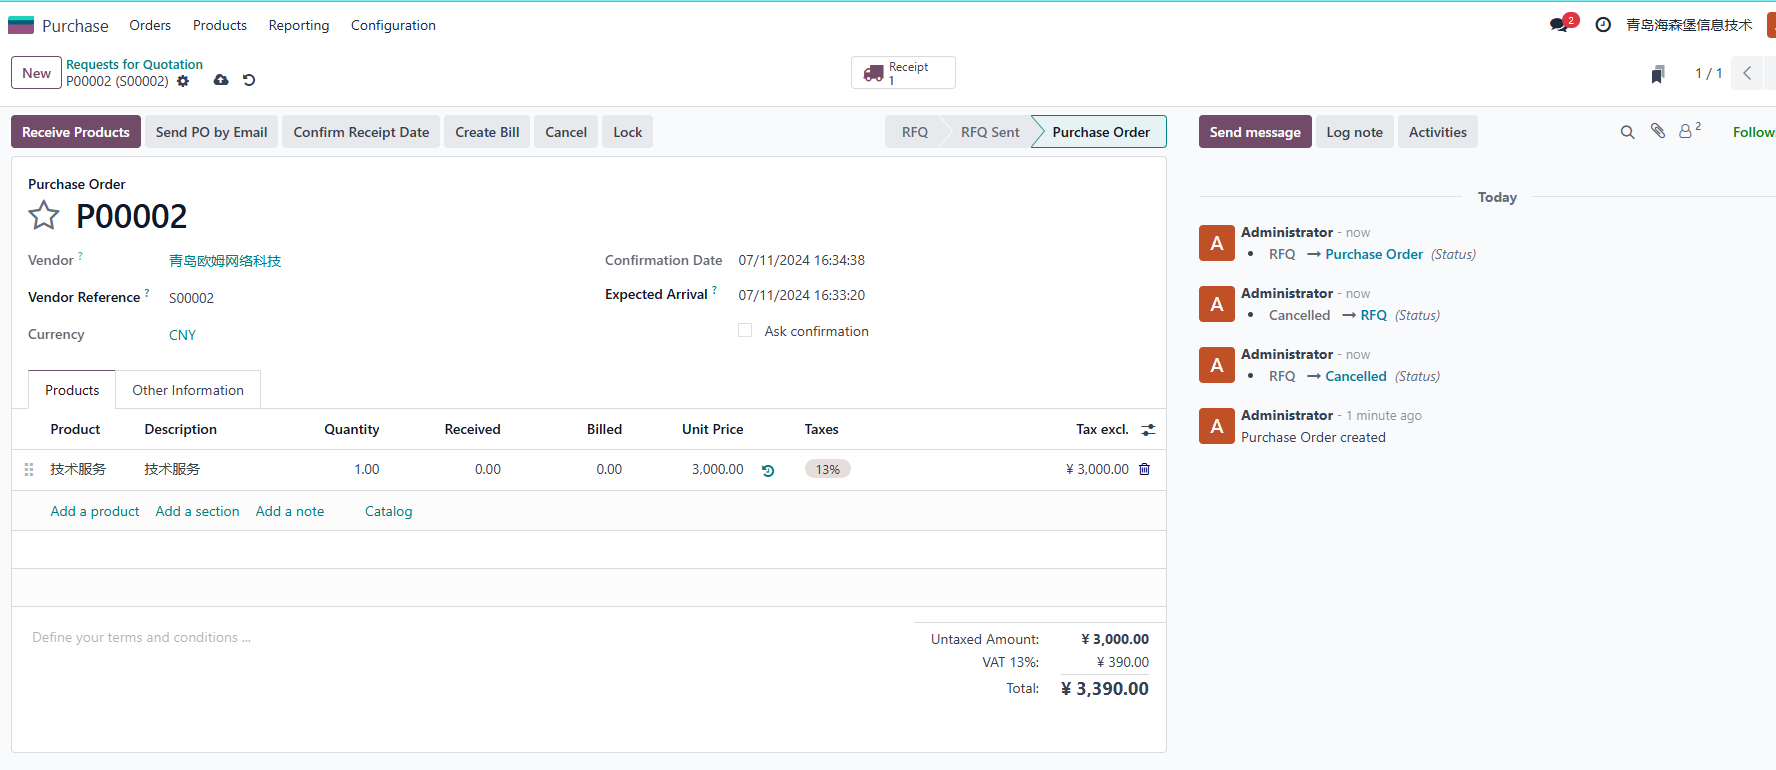 Purchase Orders Products Reporting Configuration 2 青岛海森堡信息技术
New Requests for Quotation
P00002 (S00002)
Receipt
1
1 / 1
Receive Products Send PO by Email Confirm Receipt Date Create Bill Cancel Lock RFQ RFQ Sent Purchase Order
Send message Log note Activities 2 Follow
Purchase Order
P00002
Vendor ? 青岛欧姆网络科技
Confirmation Date 07/11/2024 16:34:38
Vendor Reference ? S00002
Expected Arrival ? 07/11/2024 16:33:20
Currency CNY
Ask confirmation
Products Other Information
Product Description Quantity Received Billed Unit Price Taxes Tax excl.
技术服务 技术服务 1.00 0.00 0.00 3,000.00 13% ¥ 3,000.00
Add a product Add a section Add a note Catalog
Define your terms and conditions ...
Untaxed Amount: ¥ 3,000.00
VAT 13%: ¥ 390.00
Total: ¥ 3,390.00
Today
A Administrator - now
• RFQ → Purchase Order (Status)
A Administrator - now
• Cancelled → RFQ (Status)
A Administrator - now
• RFQ → Cancelled (Status)
A Administrator - 1 minute ago
Purchase Order created